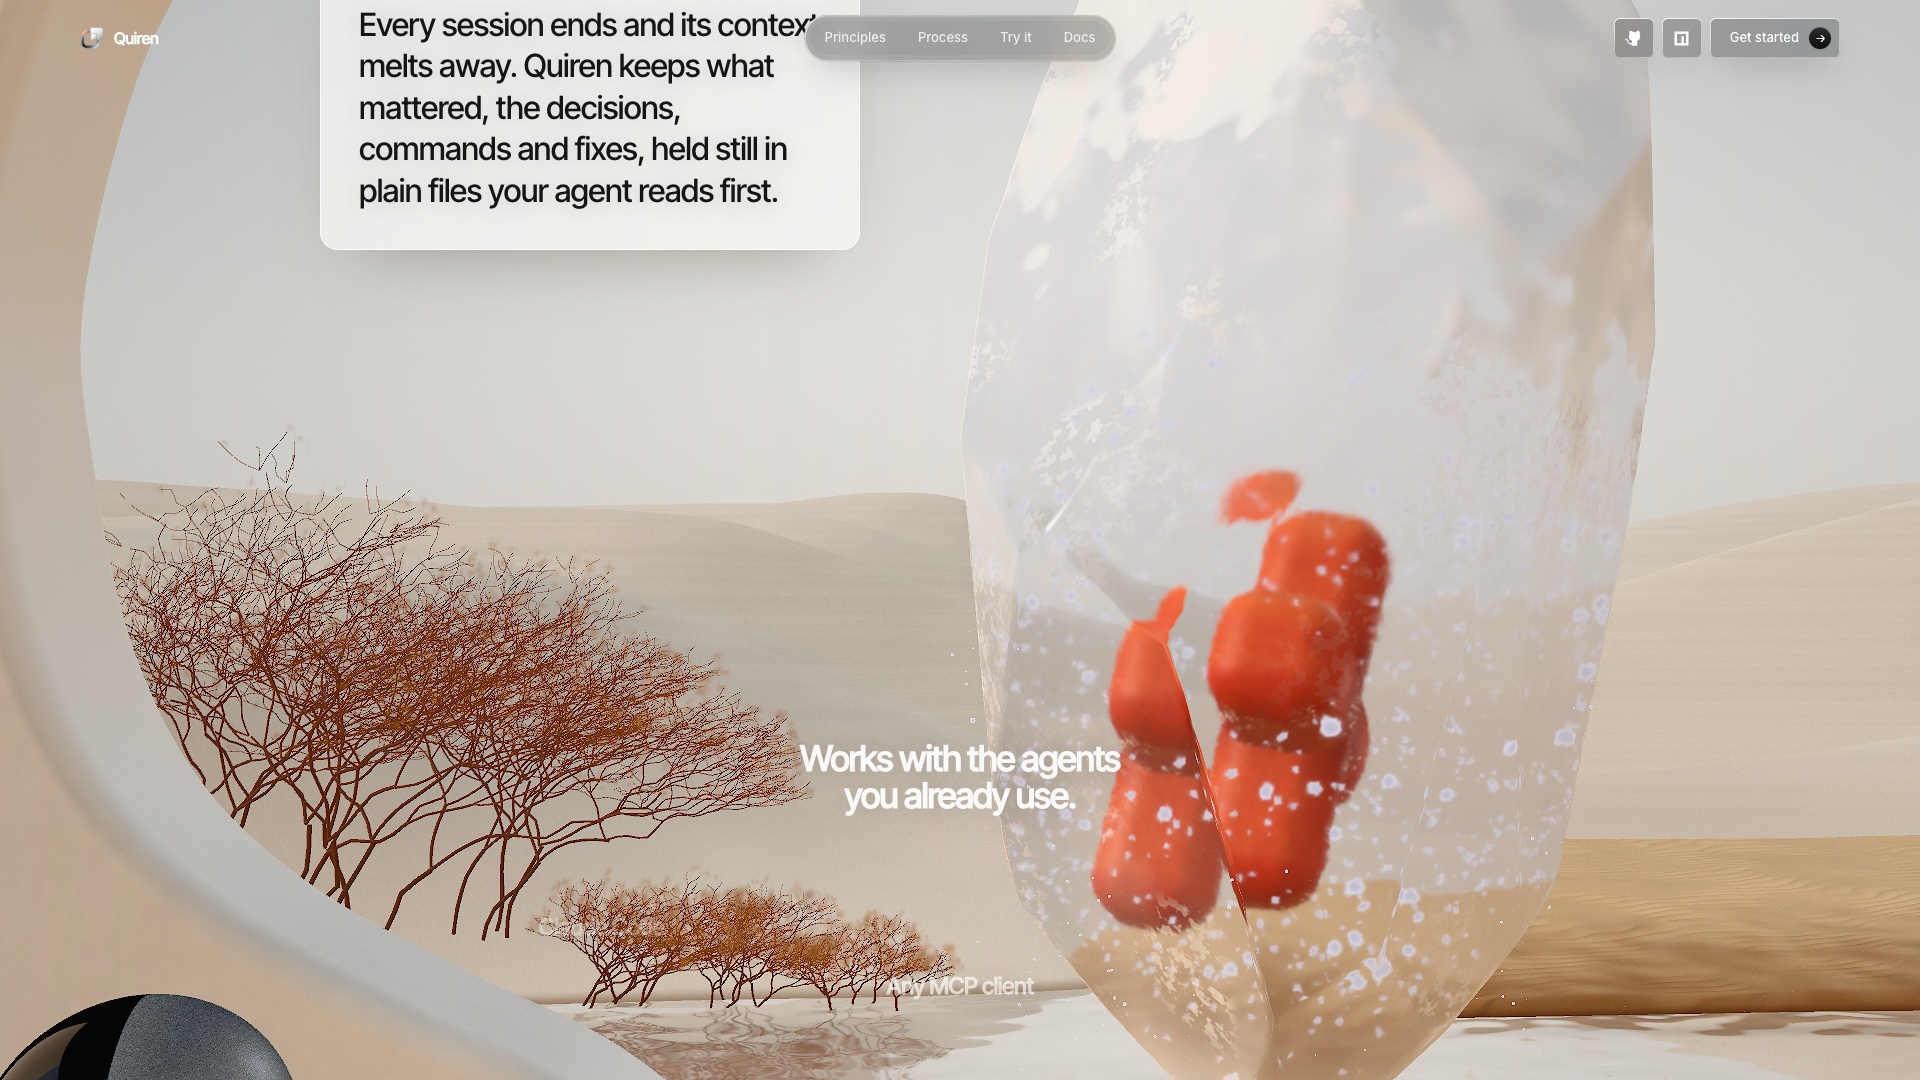 Quiren
Principles
Process
Try it
Docs
Get started
Every session ends and its context
melts away. Quiren keeps what
mattered, the decisions,
commands and fixes, held still in
plain files your agent reads first.
Works with the agents
you already use.
Any MCP client